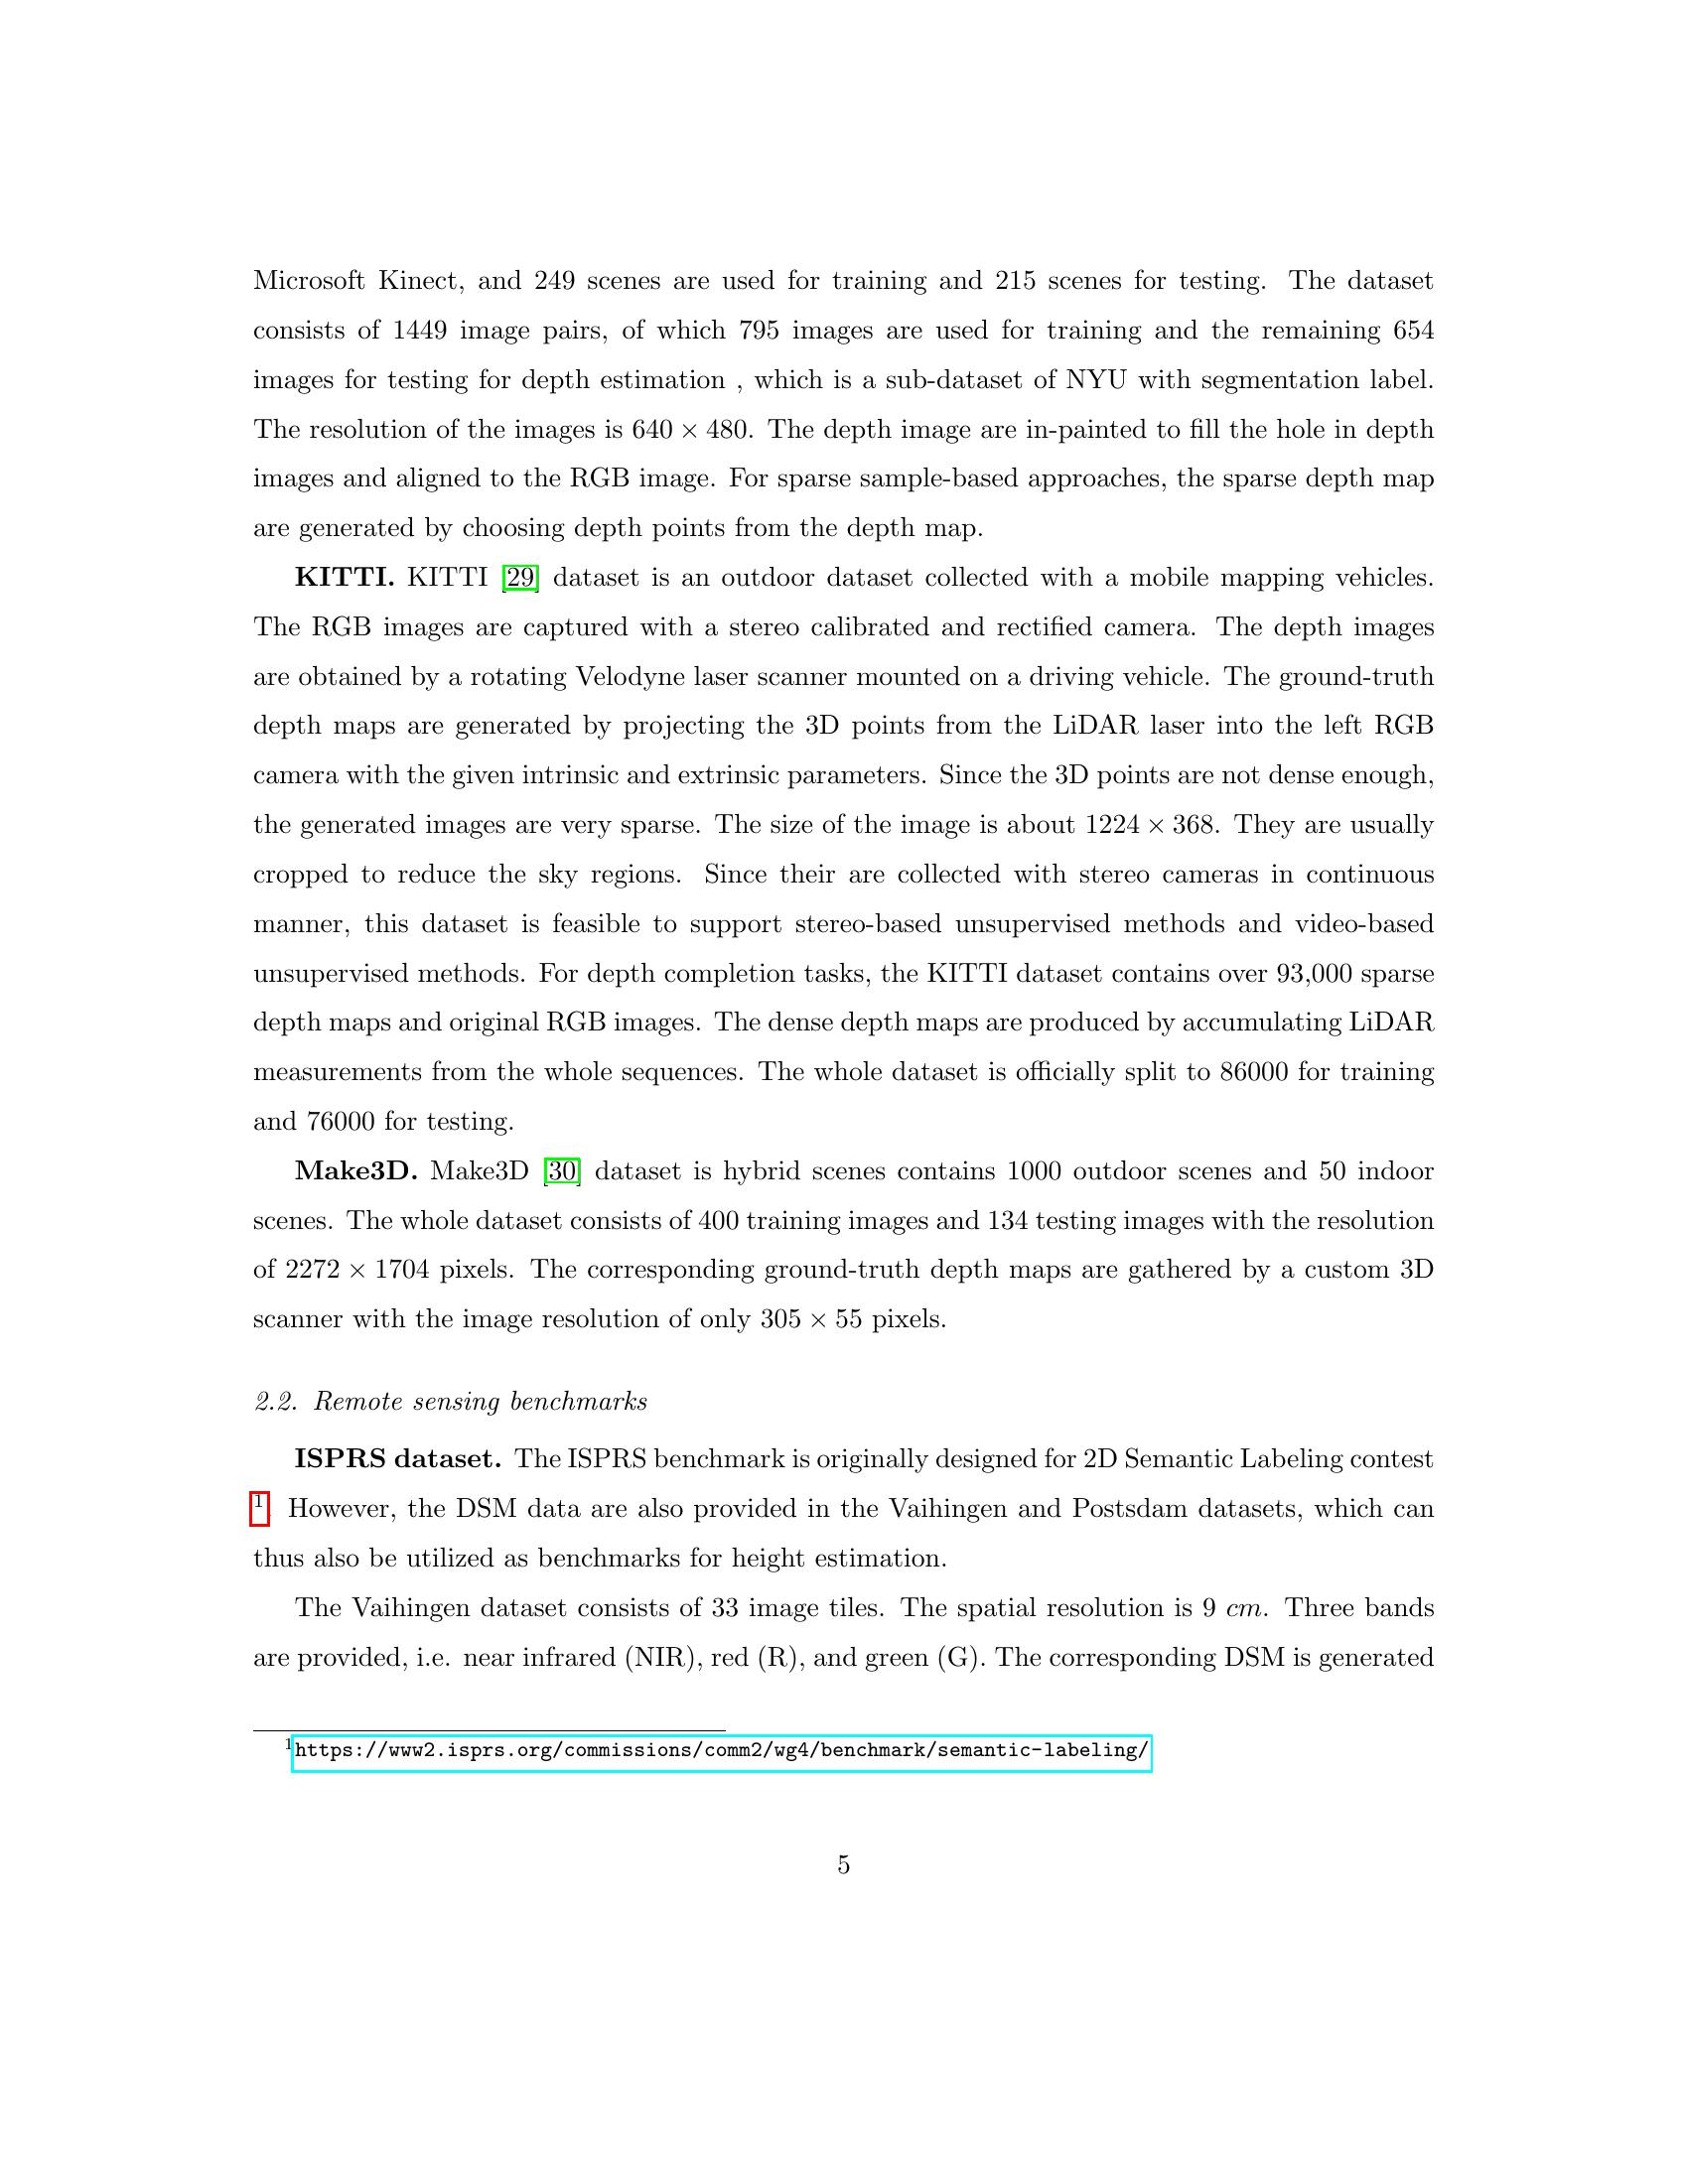 Microsoft Kinect, and 249 scenes are used for training and 215 scenes for testing. The dataset
consists of 1449 image pairs, of which 795 images are used for training and the remaining 654
images for testing for depth estimation , which is a sub-dataset of NYU with segmentation label.
The resolution of the images is 640 × 480. The depth image are in-painted to fill the hole in depth
images and aligned to the RGB image. For sparse sample-based approaches, the sparse depth map
are generated by choosing depth points from the depth map.
KITTI. KITTI [29] dataset is an outdoor dataset collected with a mobile mapping vehicles.
The RGB images are captured with a stereo calibrated and rectified camera. The depth images
are obtained by a rotating Velodyne laser scanner mounted on a driving vehicle. The ground-truth
depth maps are generated by projecting the 3D points from the LiDAR laser into the left RGB
camera with the given intrinsic and extrinsic parameters. Since the 3D points are not dense enough,
the generated images are very sparse. The size of the image is about 1224 × 368. They are usually
cropped to reduce the sky regions. Since their are collected with stereo cameras in continuous
manner, this dataset is feasible to support stereo-based unsupervised methods and video-based
unsupervised methods. For depth completion tasks, the KITTI dataset contains over 93,000 sparse
depth maps and original RGB images. The dense depth maps are produced by accumulating LiDAR
measurements from the whole sequences. The whole dataset is officially split to 86000 for training
and 76000 for testing.
Make3D. Make3D [30] dataset is hybrid scenes contains 1000 outdoor scenes and 50 indoor
scenes. The whole dataset consists of 400 training images and 134 testing images with the resolution
of 2272 × 1704 pixels. The corresponding ground-truth depth maps are gathered by a custom 3D
scanner with the image resolution of only 305 × 55 pixels.
2.2. Remote sensing benchmarks
ISPRS dataset. The ISPRS benchmark is originally designed for 2D Semantic Labeling contest
1. However, the DSM data are also provided in the Vaihingen and Postsdam datasets, which can
thus also be utilized as benchmarks for height estimation.
The Vaihingen dataset consists of 33 image tiles. The spatial resolution is 9 cm. Three bands
are provided, i.e. near infrared (NIR), red (R), and green (G). The corresponding DSM is generated
1https://www2.isprs.org/commissions/comm2/wg4/benchmark/semantic-labeling/
5